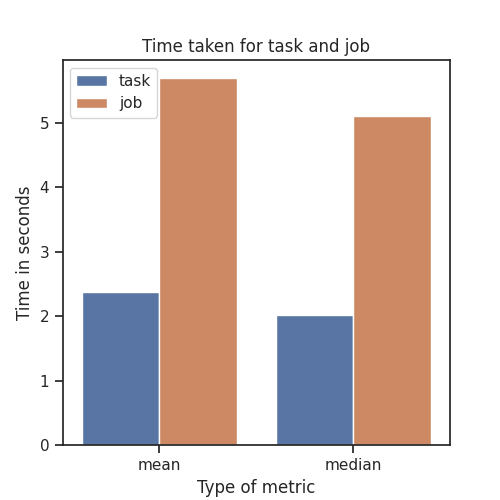 Time taken for task and job
task
job
5
4
3
2
1
0
Time in seconds
mean
median
Type of metric